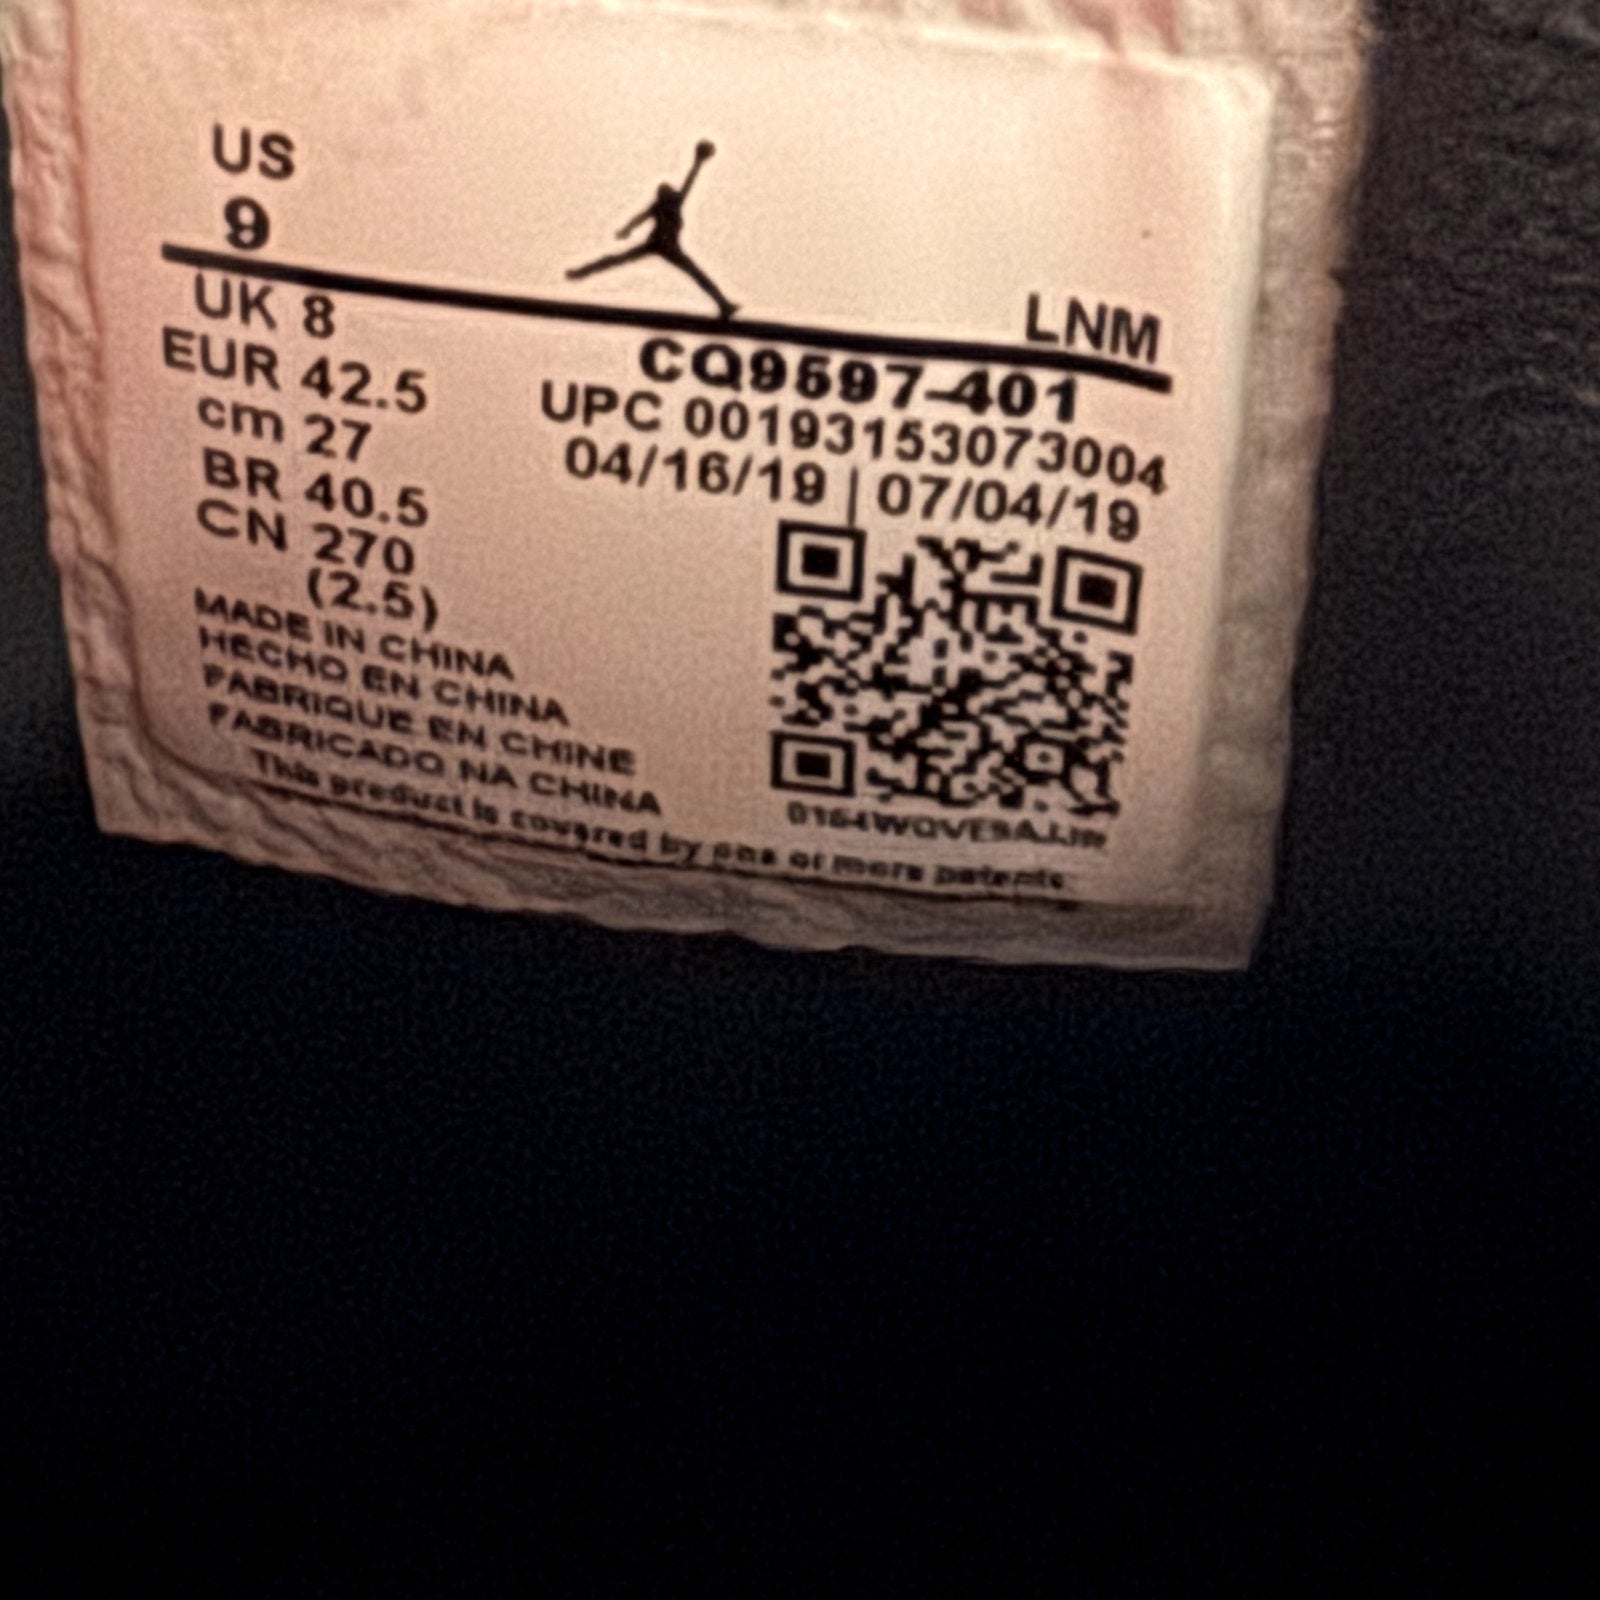 US
9
LNM
UK 8
EUR 42.5
cm 27
BR 40.5
CN 270
(2.5)
CQ9597-401
UPC 00193153073004
04/16/19 | 07/04/19
MADE IN CHINA
HECHO EN CHINA
FABRIQUE EN CHINE
FABRICADO NA CHINA
This product is covered by one or more patents